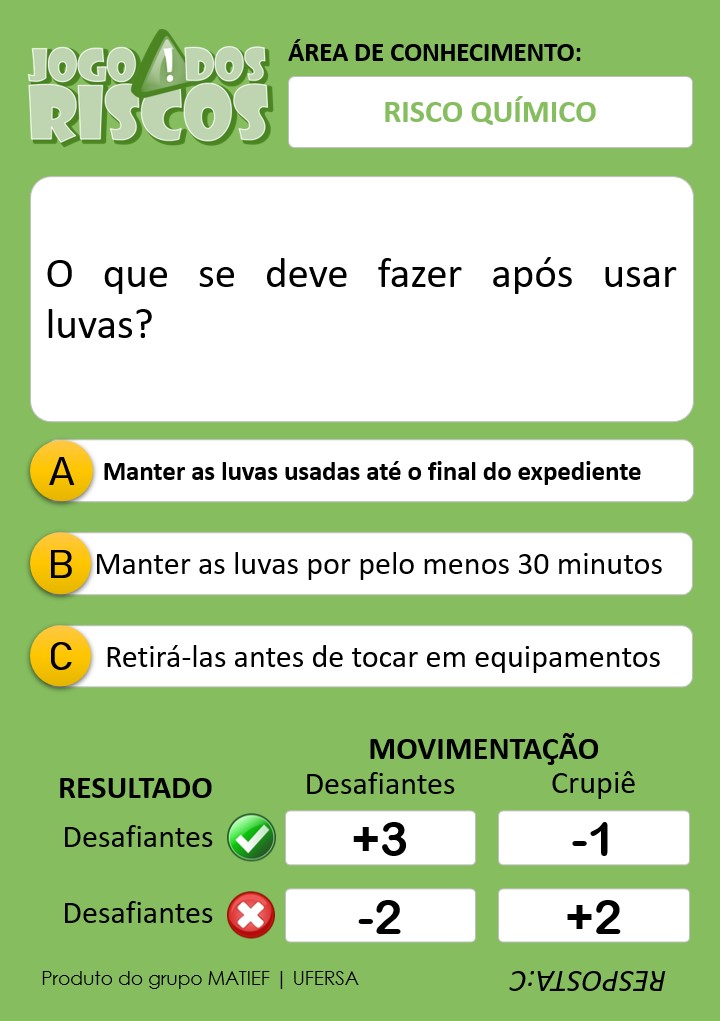 JOGO DOS
RISCOS
ÁREA DE CONHECIMENTO:
RISCO QUÍMICO
O que se deve fazer após usar
luvas?
A Manter as luvas usadas até o final do expediente
B Manter as luvas por pelo menos 30 minutos
C Retirá-las antes de tocar em equipamentos
MOVIMENTAÇÃO
RESULTADO Desafiantes Crupiê
Desafiantes +3 -1
Desafiantes -2 +2
Produto do grupo MATIEF | UFERSA
RESPOSTA:C